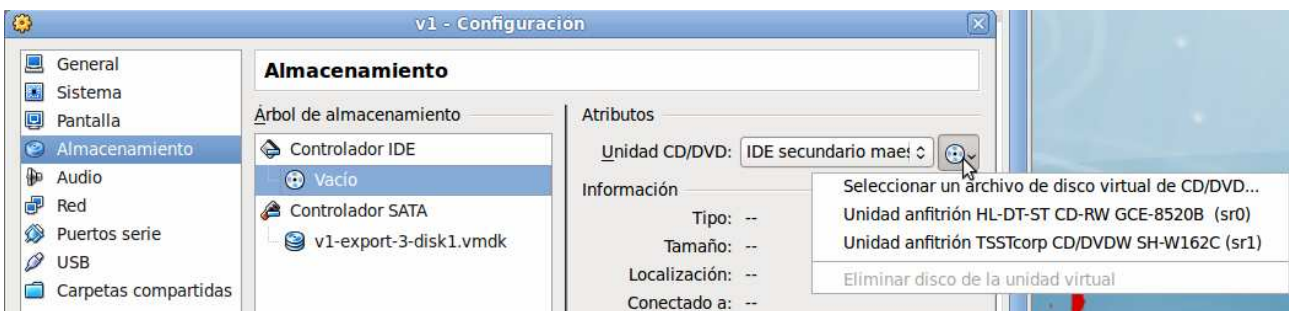 v1 - Configuración
General
Sistema
Pantalla
Almacenamiento
Audio
Red
Puertos serie
USB
Carpetas compartidas
Almacenamiento
Árbol de almacenamiento
Controlador IDE
Vacío
Controlador SATA
v1-export-3-disk1.vmdk
Atributos
Unidad CD/DVD: IDE secundario maes
Información
Tipo: --
Tamaño: --
Localización: --
Conectado a: --
Seleccionar un archivo de disco virtual de CD/DVD...
Unidad anfitrión HL-DT-ST CD-RW GCE-8520B (sr0)
Unidad anfitrión TSSTcorp CD/DVDW SH-W162C (sr1)
Eliminar disco de la unidad virtual